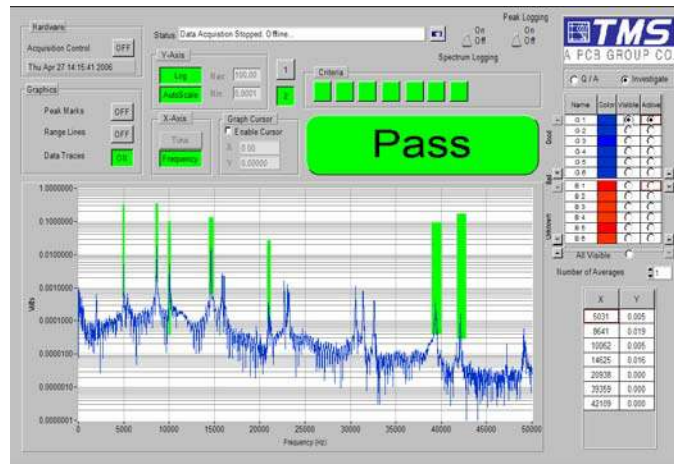 Hardware
Acquisition Control OFF
Thu Apr 27 14:15:41 2006
Status Data Acquistion Stopped. Offline...
Peak Logging
On
Off
On
Off
Spectrum Logging
TMS
A PCB GROUP CO.
Y-Axis
Log Max 100.00
AutoScale Min 0.0001
1
2
Criteria
Graphics
Peak Marks OFF
Range Lines OFF
Data Traces ON
X-Axis
Time
Frequency
Graph Cursor
Enable Cursor
X 0.00
Y 0.00000
Pass
Q / A Investigate
Name Color Visible Active
Good
G 1
G 2
G 3
G 4
G 5
G 6
Bad
B 1
B 2
B 3
B 4
B 5
B 6
Unknown
All Visible
Number of Averages 1
X Y
5031 0.005
8641 0.019
10062 0.005
14625 0.016
20938 0.000
39359 0.000
42109 0.000
1.0000000
0.1000000
0.0100000
0.0010000
0.0001000
0.0000100
0.0000010
0.0000001
Volts
0 5000 10000 15000 20000 25000 30000 35000 40000 45000 50000
Frequency (Hz)